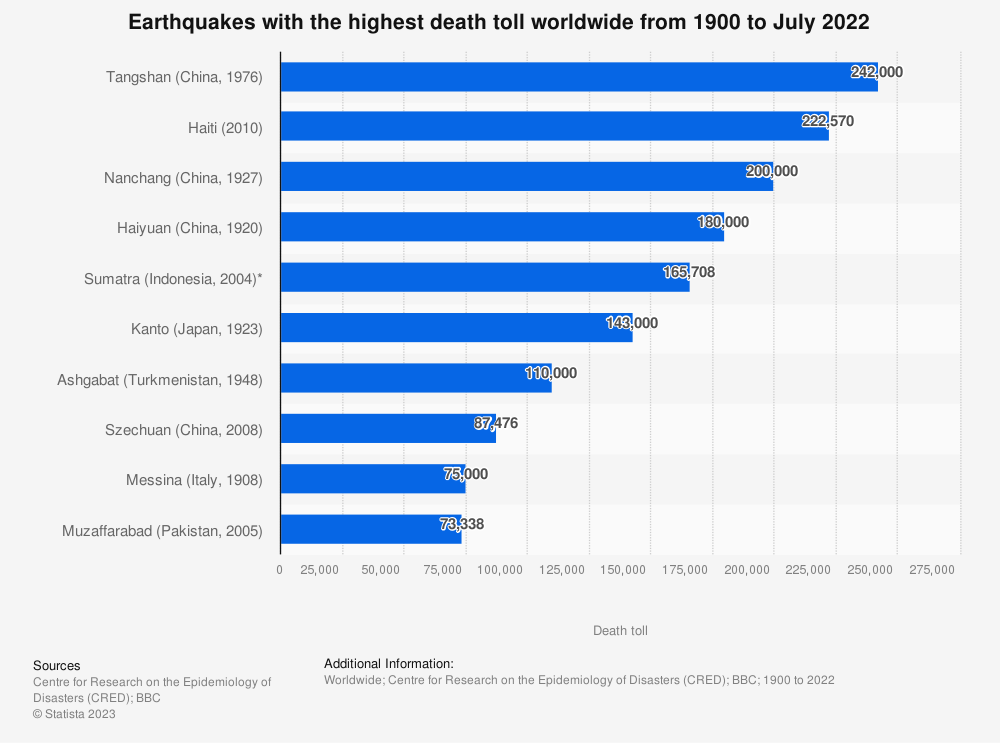 Earthquakes with the highest death toll worldwide from 1900 to July 2022
Tangshan (China, 1976) 242,000
Haiti (2010) 222,570
Nanchang (China, 1927) 200,000
Haiyuan (China, 1920) 180,000
Sumatra (Indonesia, 2004)* 165,708
Kanto (Japan, 1923) 143,000
Ashgabat (Turkmenistan, 1948) 110,000
Szechuan (China, 2008) 87,476
Messina (Italy, 1908) 75,000
Muzaffarabad (Pakistan, 2005) 73,338
0 25,000 50,000 75,000 100,000 125,000 150,000 175,000 200,000 225,000 250,000 275,000
Death toll
Sources
Centre for Research on the Epidemiology of
Disasters (CRED); BBC
© Statista 2023
Additional Information:
Worldwide; Centre for Research on the Epidemiology of Disasters (CRED); BBC; 1900 to 2022